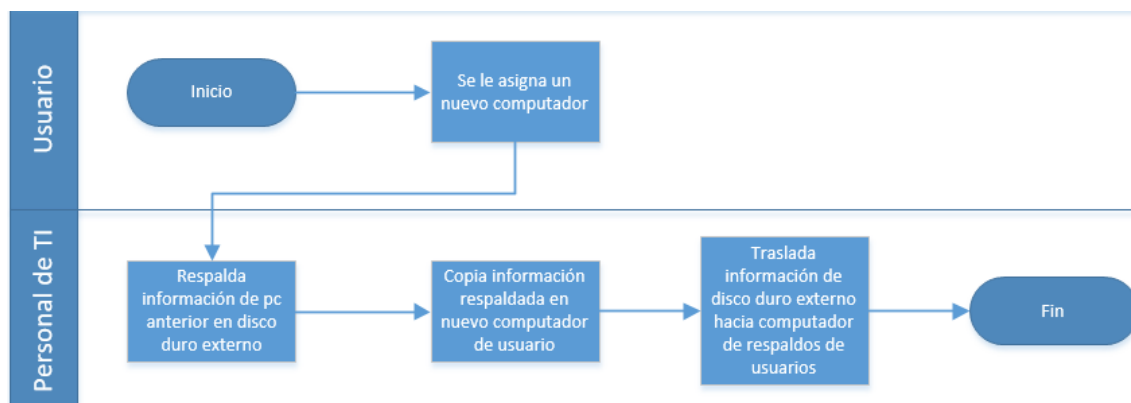 Usuario
Inicio
Se le asigna un
nuevo computador
Personal de TI
Respalda
información de pc
anterior en disco
duro externo
Copia información
respaldada en
nuevo computador
de usuario
Traslada
información de
disco duro externo
hacia computador
de respaldos de
usuarios
Fin